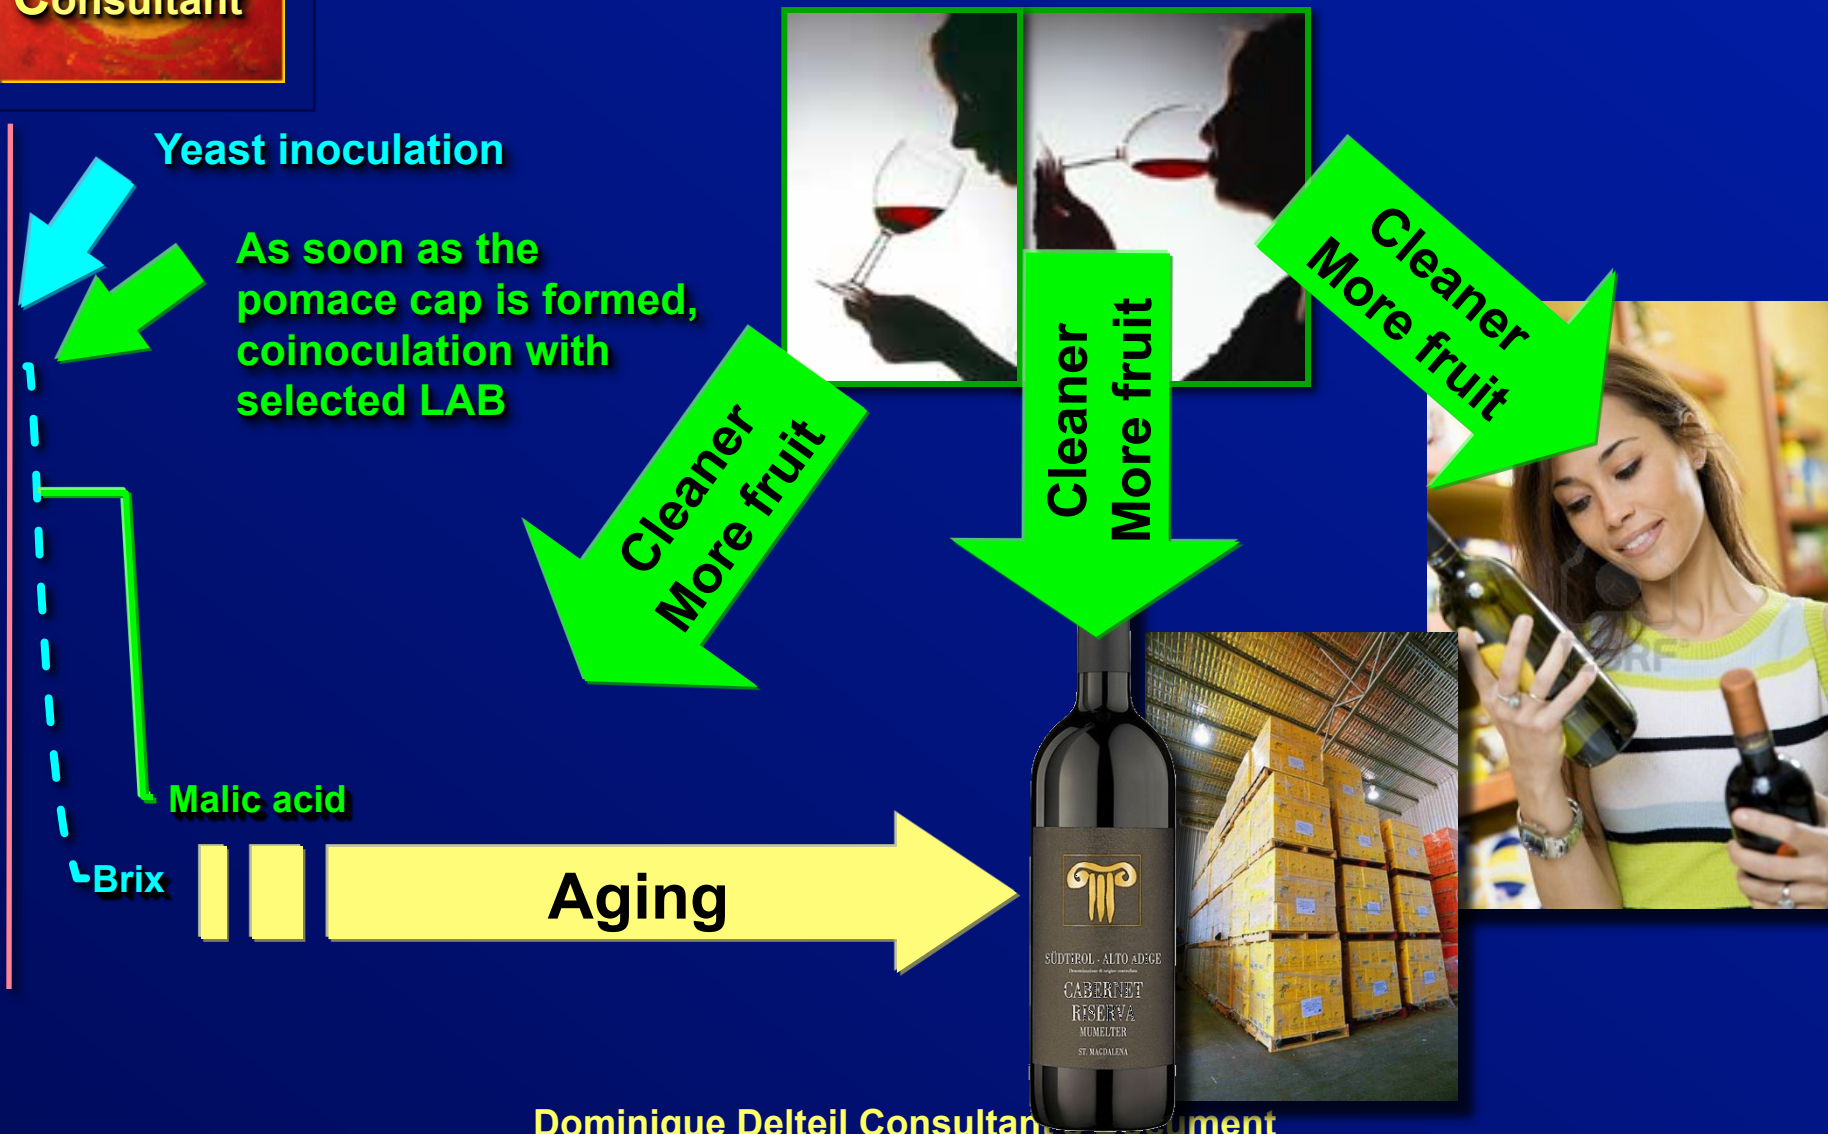 Consultant
Yeast inoculation
As soon as the
pomace cap is formed,
coinoculation with
selected LAB
Cleaner
More fruit
Cleaner
More fruit
Cleaner
More fruit
Malic acid
Brix
Aging
SÜDTIROL - ALTO ADIGE
CABERNET
RISERVA
MUMELTER
ST. MAGDALENA
Dominique Delteil Consultant's Document